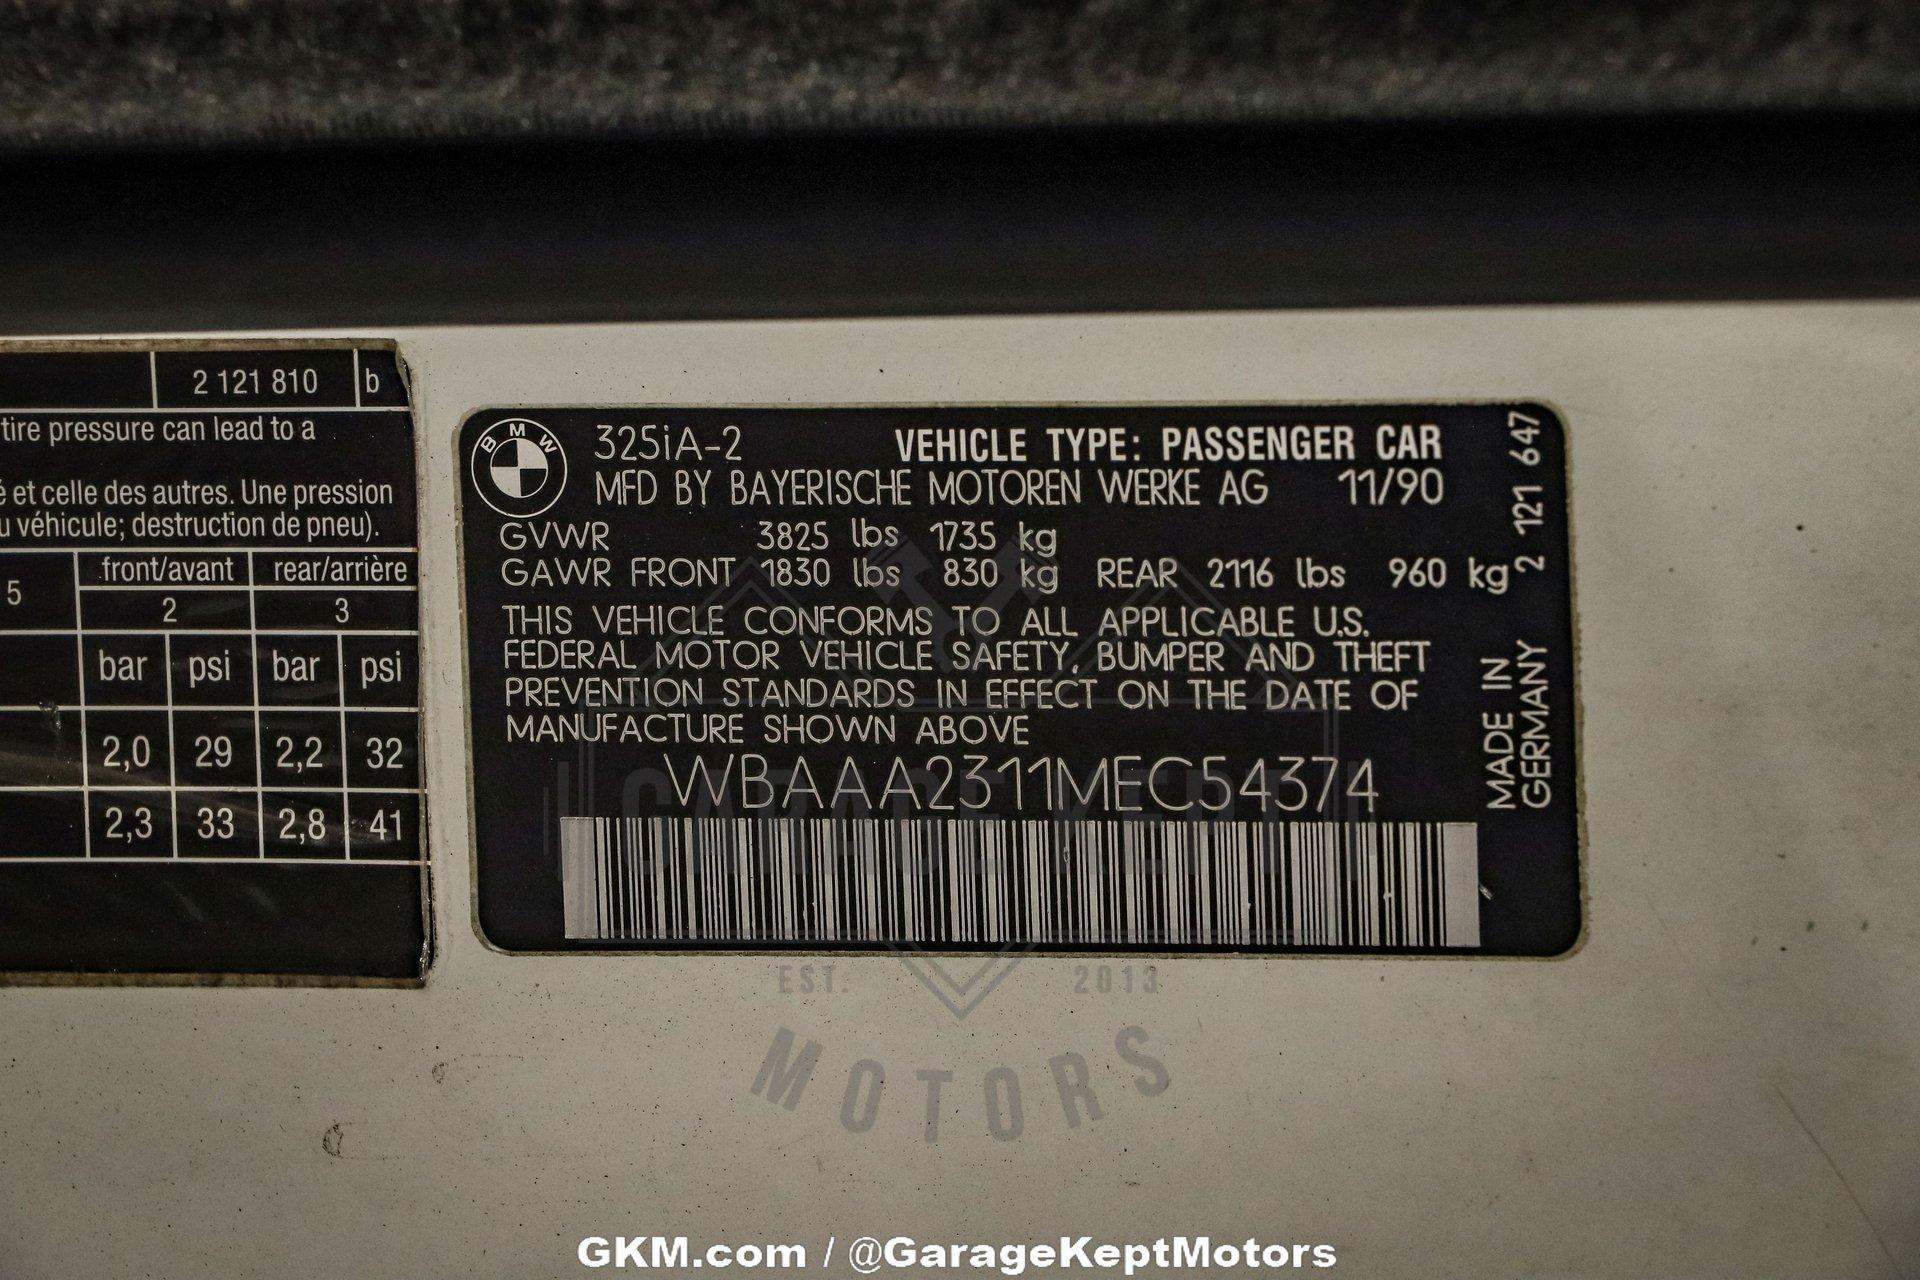 2 121 810 b
tire pressure can lead to a
é et celle des autres. Une pression
u véhicule; destruction de pneu).
front/avant rear/arrière
5 2 3
bar psi bar psi
2,0 29 2,2 32
2,3 33 2,8 41
BMW
325iA-2 VEHICLE TYPE: PASSENGER CAR
MFD BY BAYERISCHE MOTOREN WERKE AG 11/90
GVWR 3825 lbs 1735 kg
GAWR FRONT 1830 lbs 830 kg REAR 2116 lbs 960 kg
THIS VEHICLE CONFORMS TO ALL APPLICABLE U.S.
FEDERAL MOTOR VEHICLE SAFETY, BUMPER AND THEFT
PREVENTION STANDARDS IN EFFECT ON THE DATE OF
MANUFACTURE SHOWN ABOVE
WBAAA2311MEC54374
2 121 647
MADE IN
GERMANY
GARAGE KEPT
EST. 2013
MOTORS
GKM.com / @GarageKeptMotors